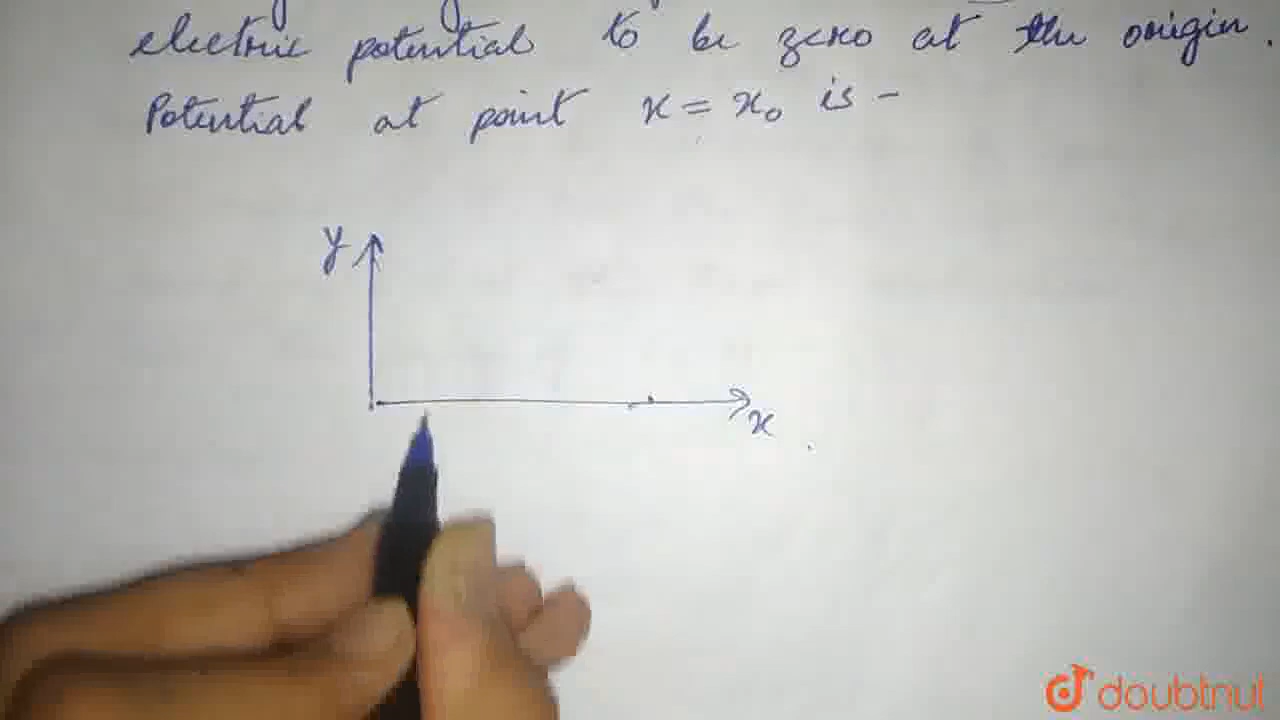 electric potential to be zero at the origin.
Potential at point x = x₀ is -
y
x
doubtnut